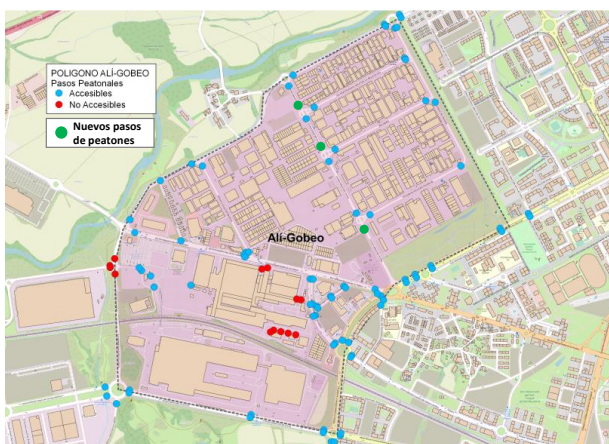 POLIGONO ALÍ-GOBEO
Pasos Peatonales
Accesibles
No Accesibles
Nuevos pasos
de peatones
Alí-Gobeo